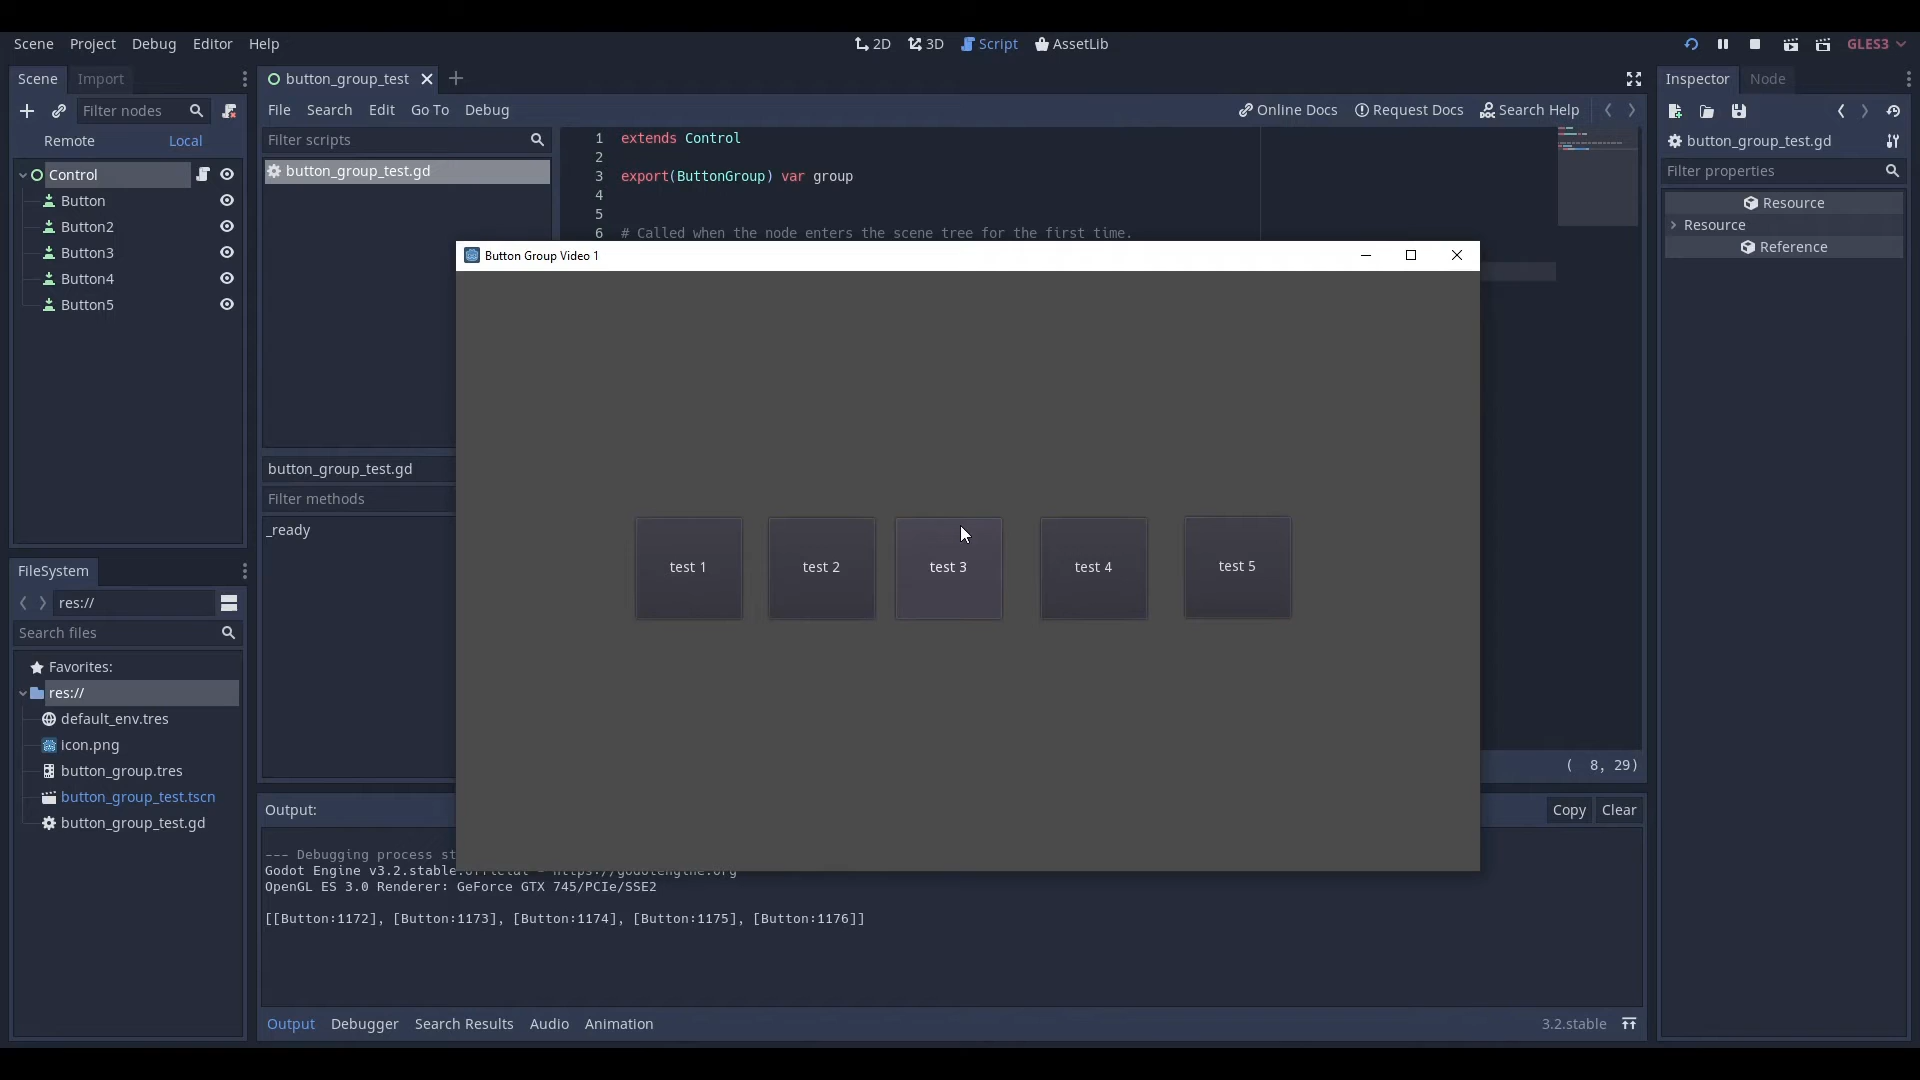 Scene Project Debug Editor Help
2D 3D Script AssetLib
GLES3
Scene Import
Filter nodes
Remote Local
Control
Button
Button2
Button3
Button4
Button5
FileSystem
res://
Search files
Favorites:
res://
default_env.tres
icon.png
button_group.tres
button_group_test.tscn
button_group_test.gd
button_group_test
File Search Edit Go To Debug
Online Docs Request Docs Search Help
Filter scripts
button_group_test.gd
button_group_test.gd
Filter methods
_ready
1 extends Control
2
3 export(ButtonGroup) var group
4
5
6 # Called when the node enters the scene tree for the first time.
Button Group Video 1
test 1 test 2 test 3 test 4 test 5
( 8, 29)
Output:
Copy Clear
--- Debugging process
Godot Engine v3.2.stable.official - https://godotengine.org
OpenGL ES 3.0 Renderer: GeForce GTX 745/PCIe/SSE2
[[Button:1172], [Button:1173], [Button:1174], [Button:1175], [Button:1176]]
Output Debugger Search Results Audio Animation
3.2.stable
Inspector Node
button_group_test.gd
Filter properties
Resource
Resource
Reference